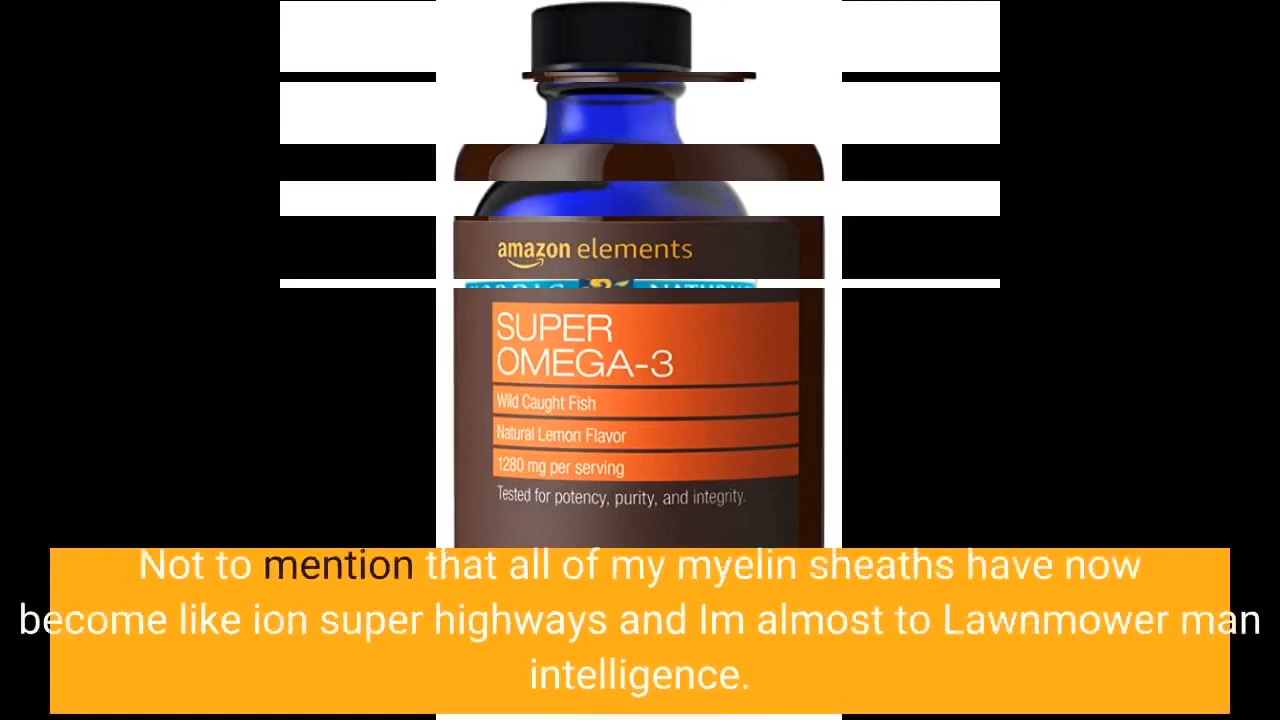 amazon elements
SUPER
OMEGA-3
Wild Caught Fish
Natural Lemon Flavor
1280 mg per serving
Tested for potency, purity, and integrity.
Not to mention that all of my myelin sheaths have now
become like ion super highways and Im almost to Lawnmower man
intelligence.